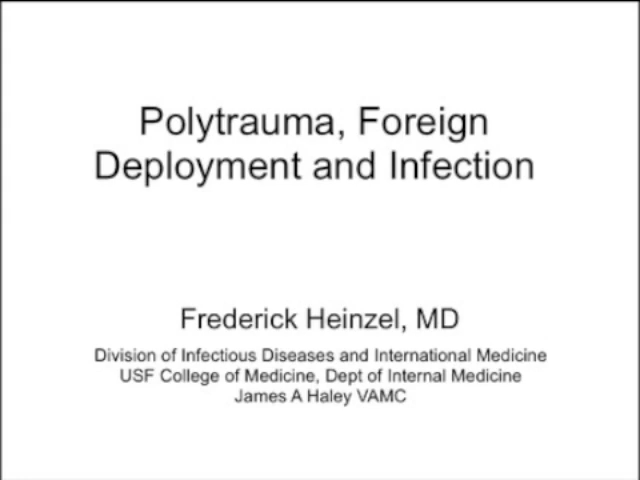 Polytrauma, Foreign
Deployment and Infection
Frederick Heinzel, MD
Division of Infectious Diseases and International Medicine
USF College of Medicine, Dept of Internal Medicine
James A Haley VAMC